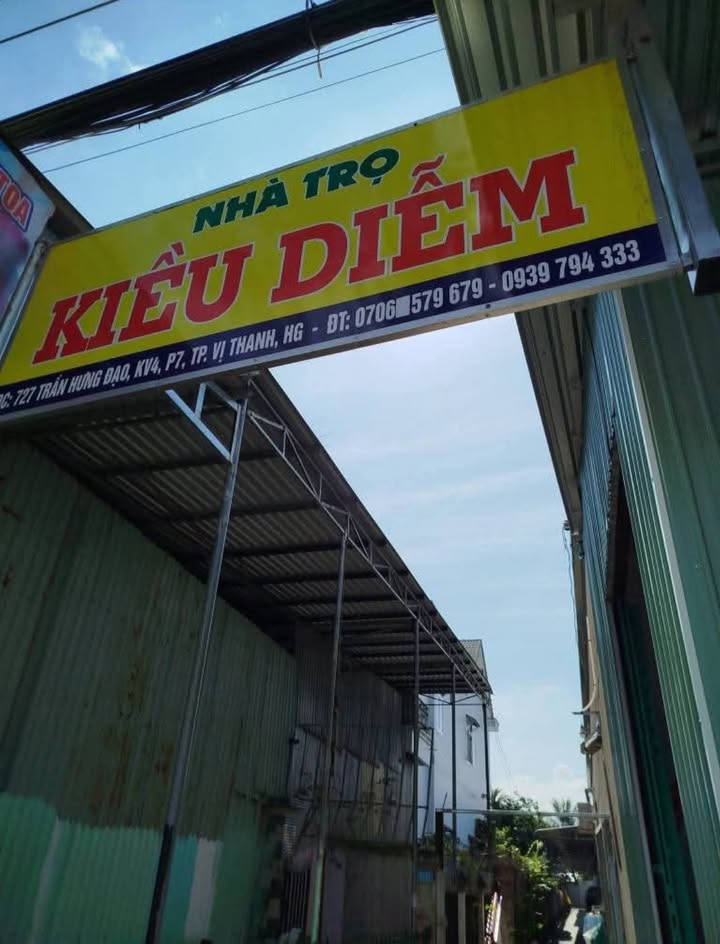 NHÀ TRỌ
KIỀU DIỄM
ĐC: 727 TRẦN HƯNG ĐẠO, KV4, P7, TP. VỊ THANH, HG - ĐT: 0706 579 679 - 0939 794 333